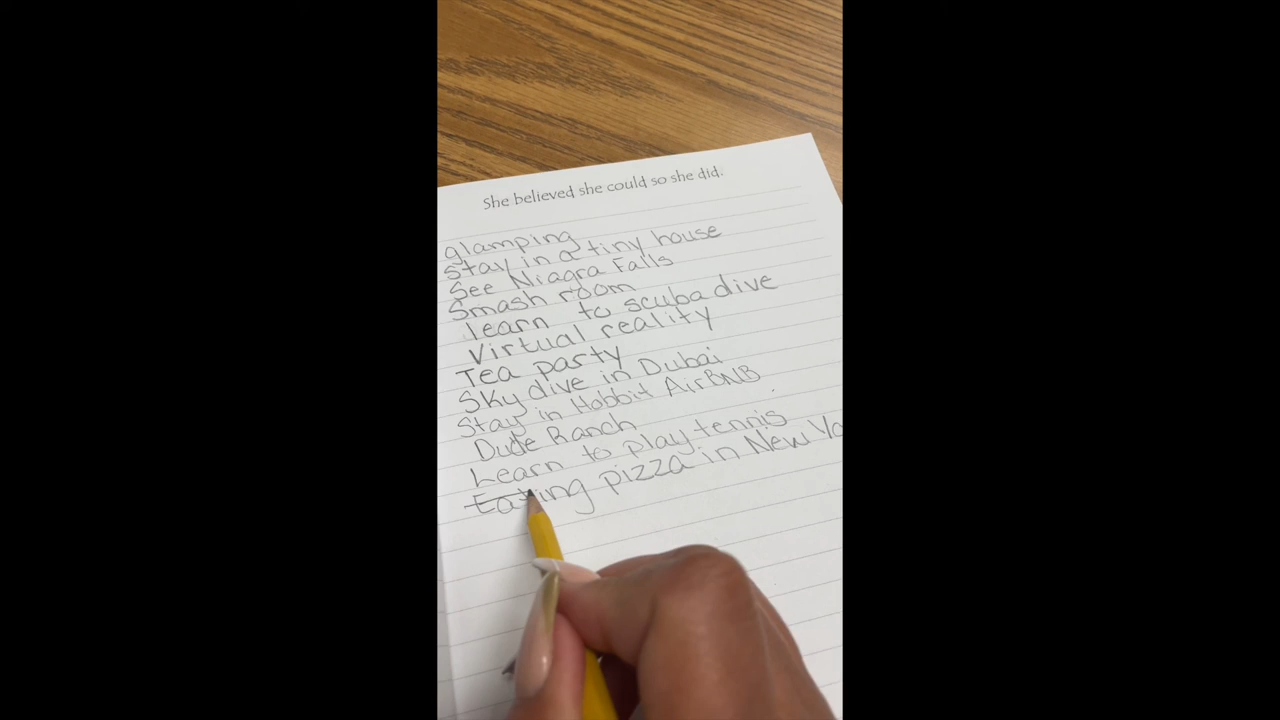 She believed she could so she did.
glamping
stay in a tiny house
See Niagra Falls
Smash room
learn to scuba dive
Virtual reality
Tea party
Sky dive in Dubai
Stay in Hobbit AirBNB
Dude Ranch
Learn to play tennis
Eating pizza in New Yo